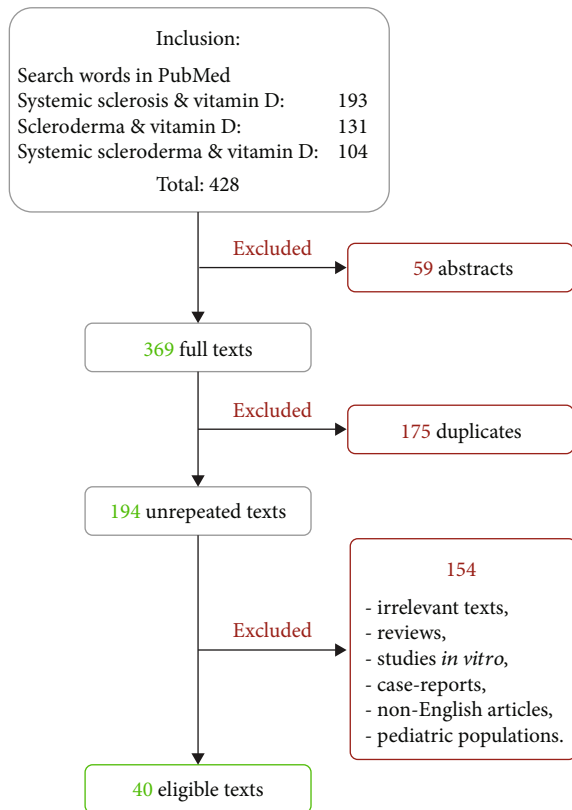 Inclusion:
Search words in PubMed
Systemic sclerosis & vitamin D: 193
Scleroderma & vitamin D: 131
Systemic scleroderma & vitamin D: 104
Total: 428
Excluded
59 abstracts
369 full texts
Excluded
175 duplicates
194 unrepeated texts
154
Excluded
- irrelevant texts,
- reviews,
- studies in vitro,
- case-reports,
- non-English articles,
- pediatric populations.
40 eligible texts